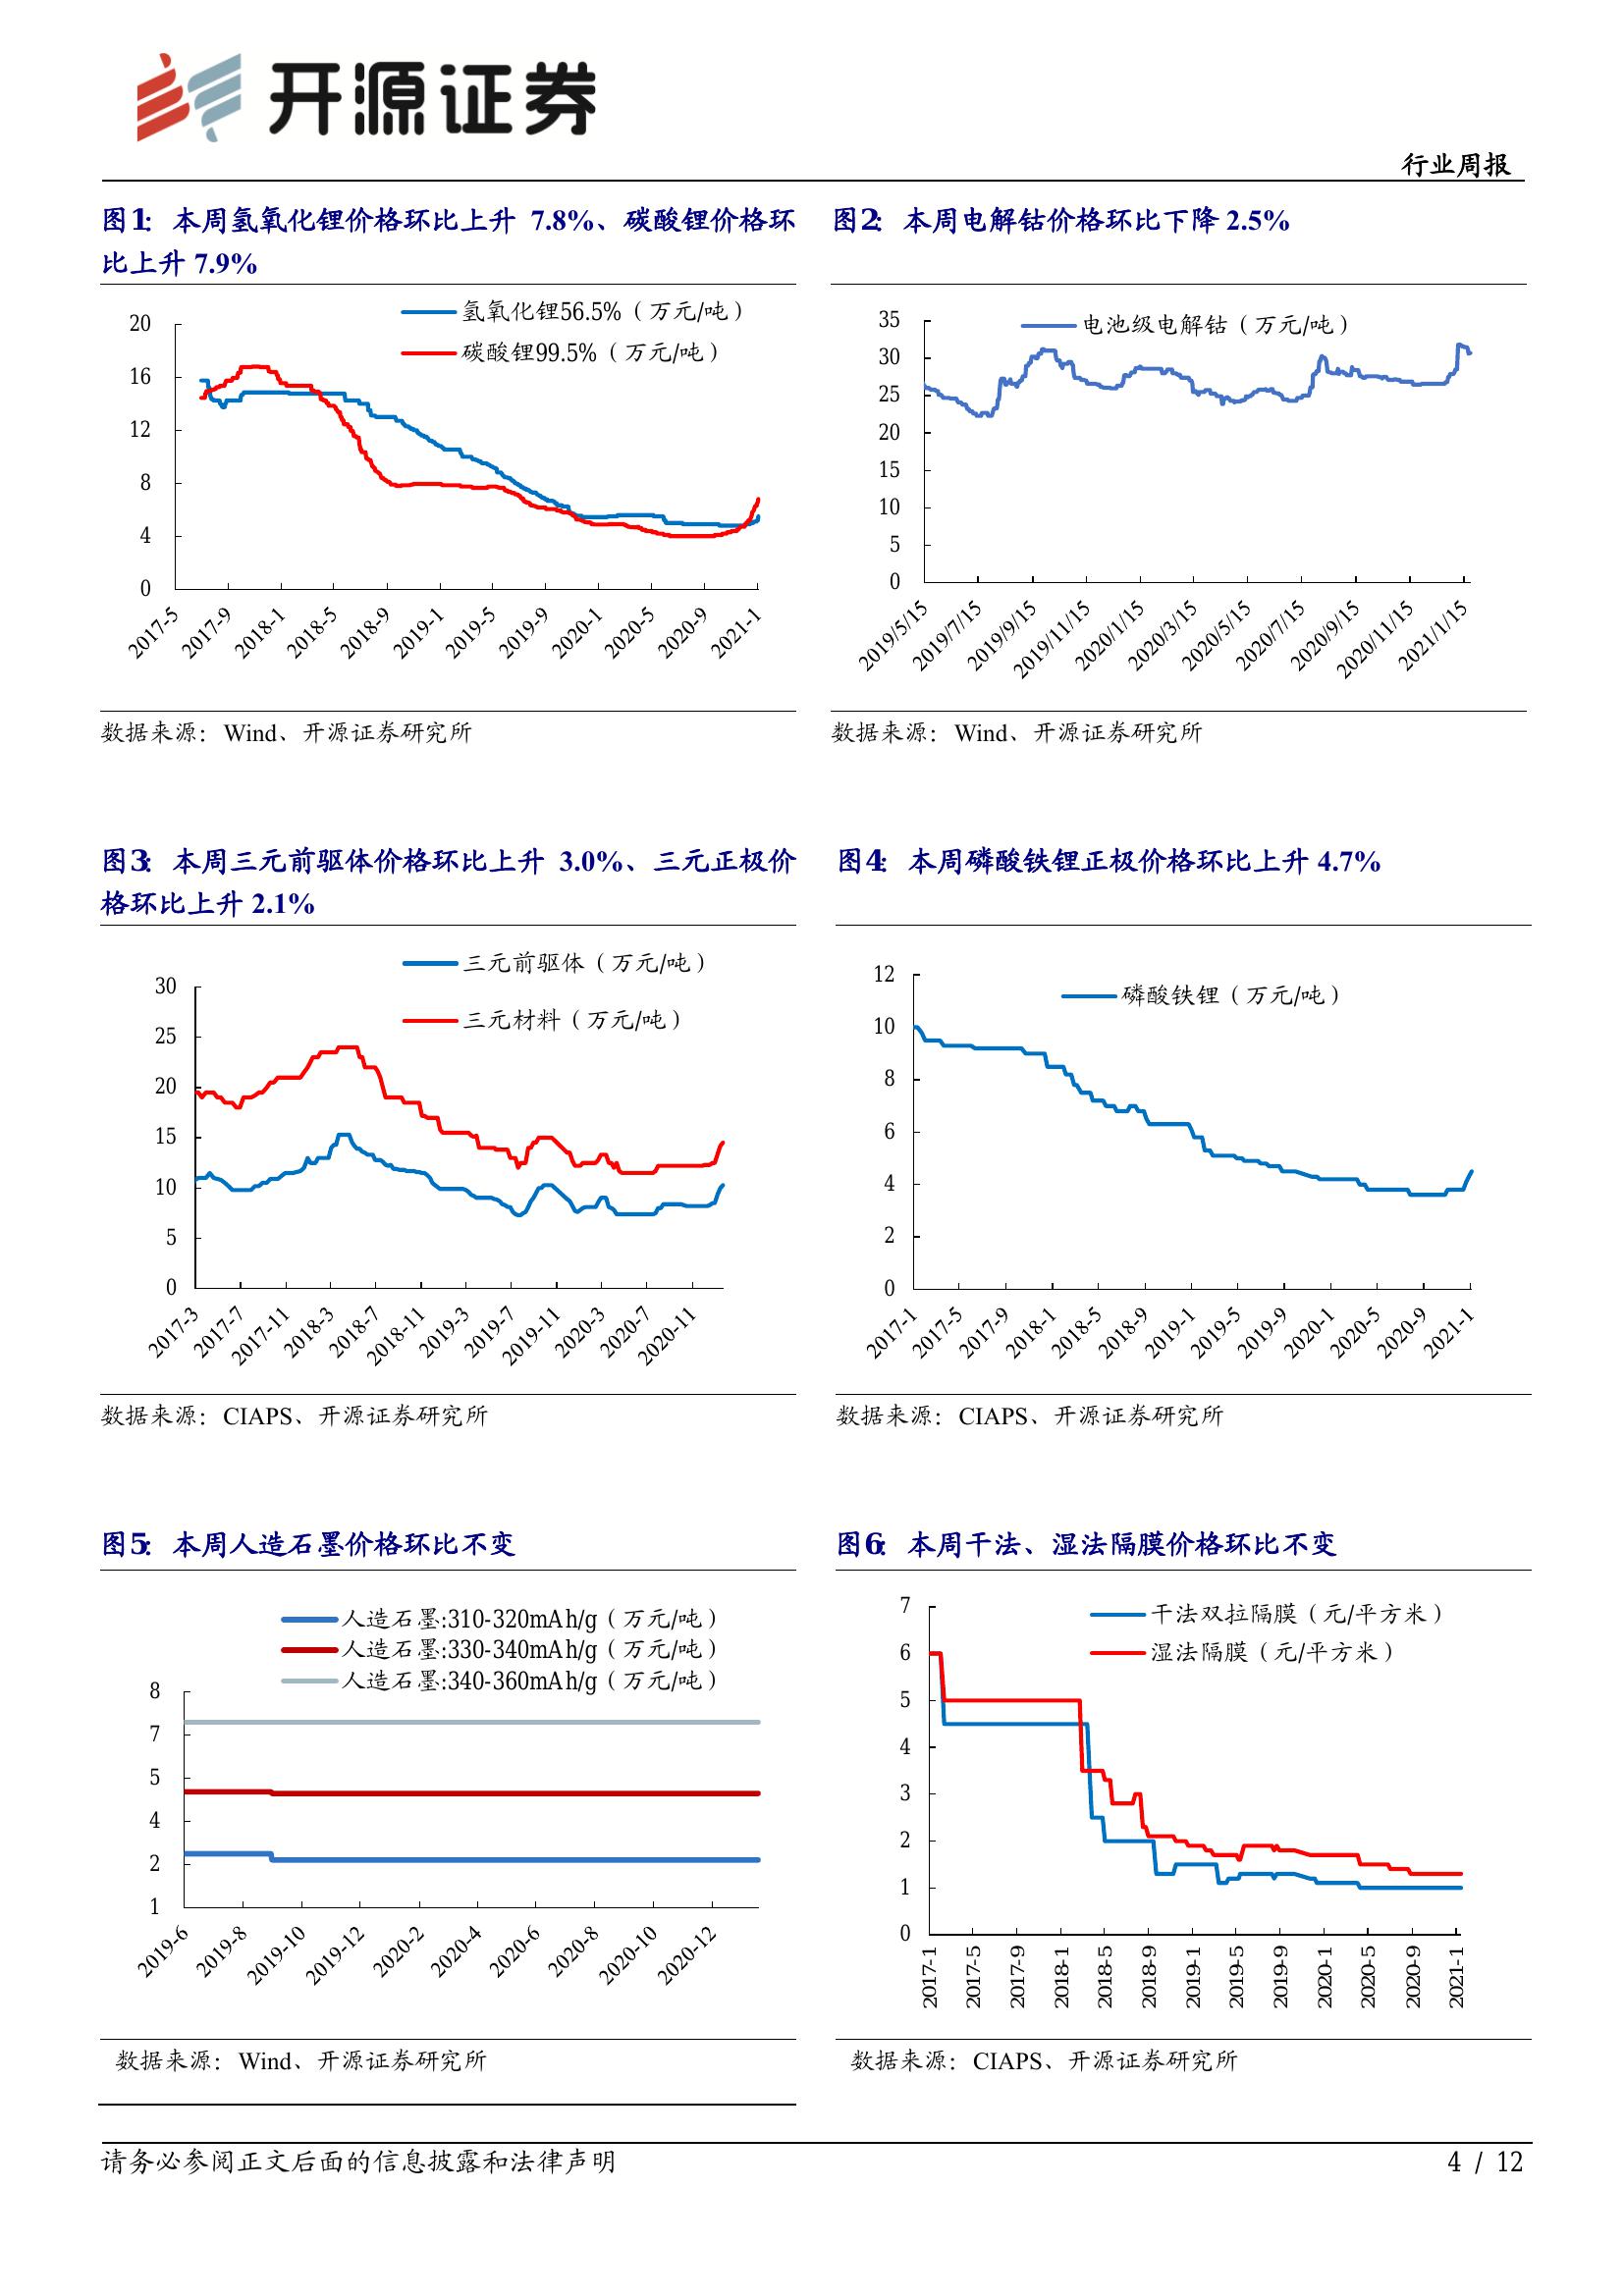 开源证券
行业周报
图1：本周氢氧化锂价格环比上升 7.8%、碳酸锂价格环
比上升 7.9%
氢氧化锂56.5%（万元/吨）
碳酸锂99.5%（万元/吨）
20
16
12
8
4
0
2017-5 2017-9 2018-1 2018-5 2018-9 2019-1 2019-5 2019-9 2020-1 2020-5 2020-9 2021-1
数据来源：Wind、开源证券研究所
图2：本周电解钴价格环比下降 2.5%
电池级电解钴（万元/吨）
35
30
25
20
15
10
5
0
2019/5/15 2019/7/15 2019/9/15 2019/11/15 2020/1/15 2020/3/15 2020/5/15 2020/7/15 2020/9/15 2020/11/15 2021/1/15
数据来源：Wind、开源证券研究所
图3：本周三元前驱体价格环比上升 3.0%、三元正极价
格环比上升 2.1%
三元前驱体（万元/吨）
三元材料（万元/吨）
30
25
20
15
10
5
0
2017-3 2017-7 2017-11 2018-3 2018-7 2018-11 2019-3 2019-7 2019-11 2020-3 2020-7 2020-11
数据来源：CIAPS、开源证券研究所
图4：本周磷酸铁锂正极价格环比上升 4.7%
磷酸铁锂（万元/吨）
12
10
8
6
4
2
0
2017-1 2017-5 2017-9 2018-1 2018-5 2018-9 2019-1 2019-5 2019-9 2020-1 2020-5 2020-9 2021-1
数据来源：CIAPS、开源证券研究所
图5：本周人造石墨价格环比不变
人造石墨:310-320mAh/g（万元/吨）
人造石墨:330-340mAh/g（万元/吨）
人造石墨:340-360mAh/g（万元/吨）
8
7
5
4
2
1
2019-6 2019-8 2019-10 2019-12 2020-2 2020-4 2020-6 2020-8 2020-10 2020-12
数据来源：Wind、开源证券研究所
图6：本周干法、湿法隔膜价格环比不变
干法双拉隔膜（元/平方米）
湿法隔膜（元/平方米）
7
6
5
4
3
2
1
0
2017-1 2017-5 2017-9 2018-1 2018-5 2018-9 2019-1 2019-5 2019-9 2020-1 2020-5 2020-9 2021-1
数据来源：CIAPS、开源证券研究所
请务必参阅正文后面的信息披露和法律声明
4 / 12